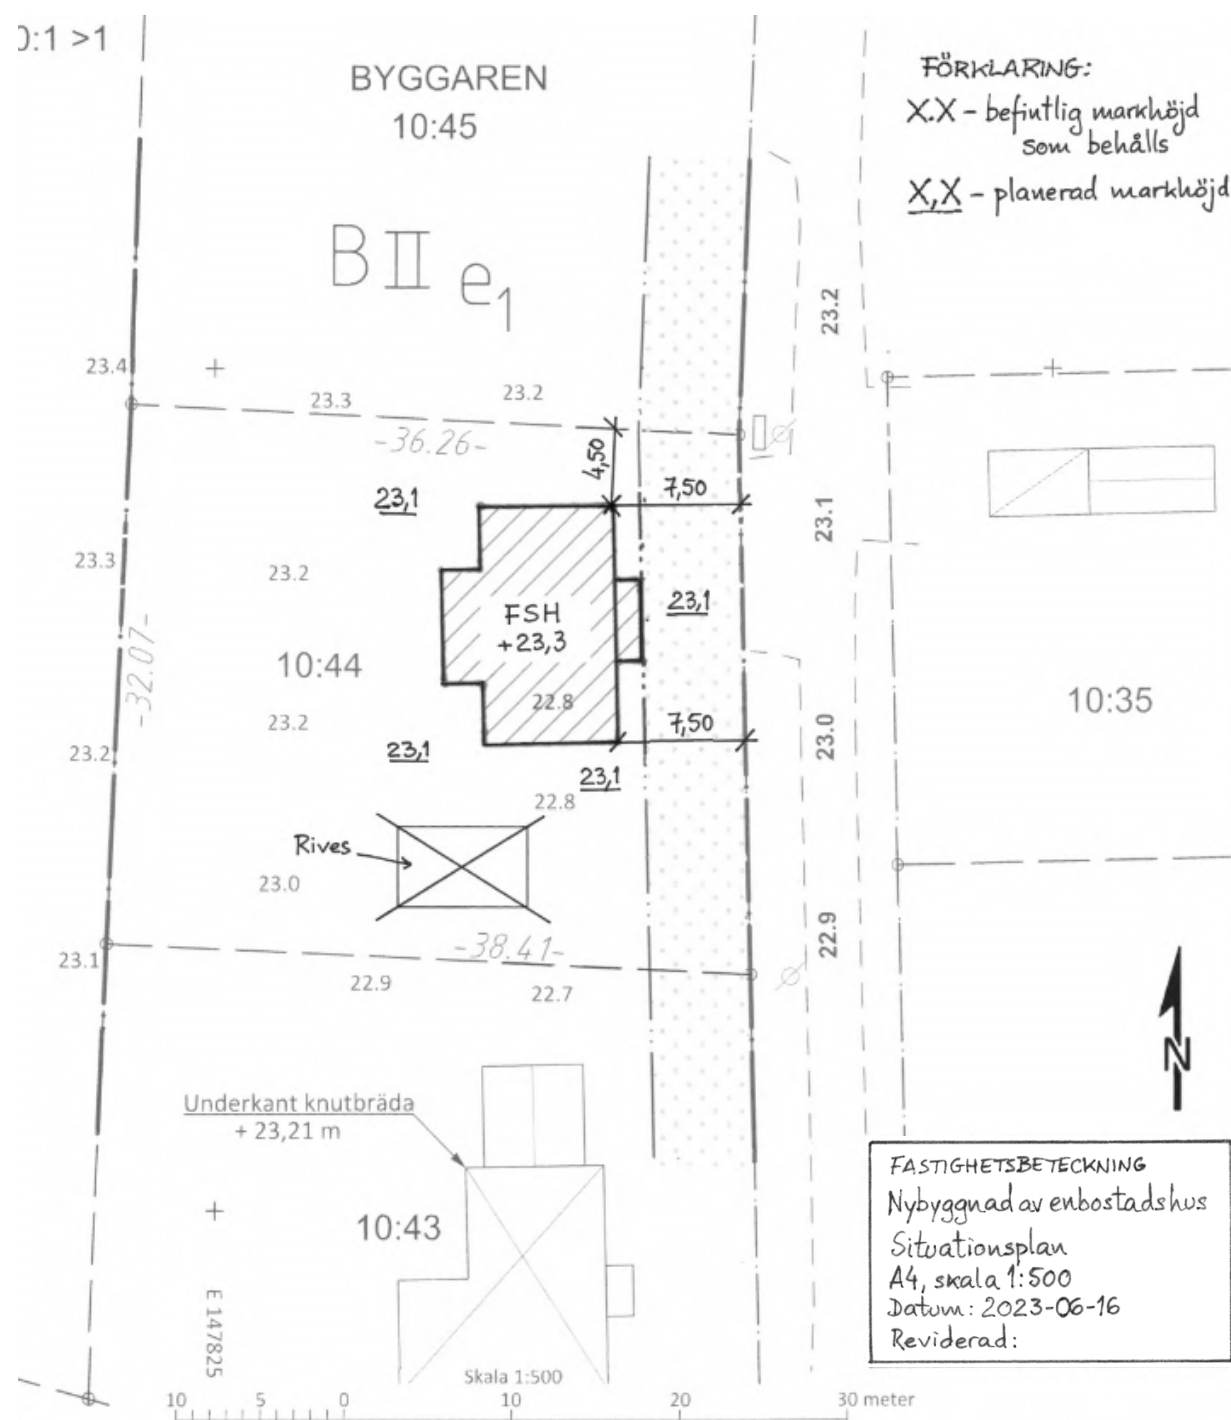 0:1 >1
BYGGAREN
10:45
B II e1
FÖRKLARING:
X.X - befintlig markhöjd
som behålls
X,X - planerad markhöjd
23.2
23.4
23.3
23.2
-36.26-
4,50
7,50
23,1
23.1
23.3
23.2
FSH
+23,3
23,1
-32.07-
10:44
22.8
10:35
23.2
7,50
23.0
23.2
23,1
23,1
22.8
Rives
23.0
22.9
23.1
-38.41-
22.9
22.7
N
Underkant knutbräda
+ 23,21 m
10:43
E 147825
FASTIGHETSBETECKNING
Nybyggnad av enbostadshus
Situationsplan
A4, skala 1:500
Datum: 2023-06-16
Reviderad:
Skala 1:500
10 5 0 10 20 30 meter